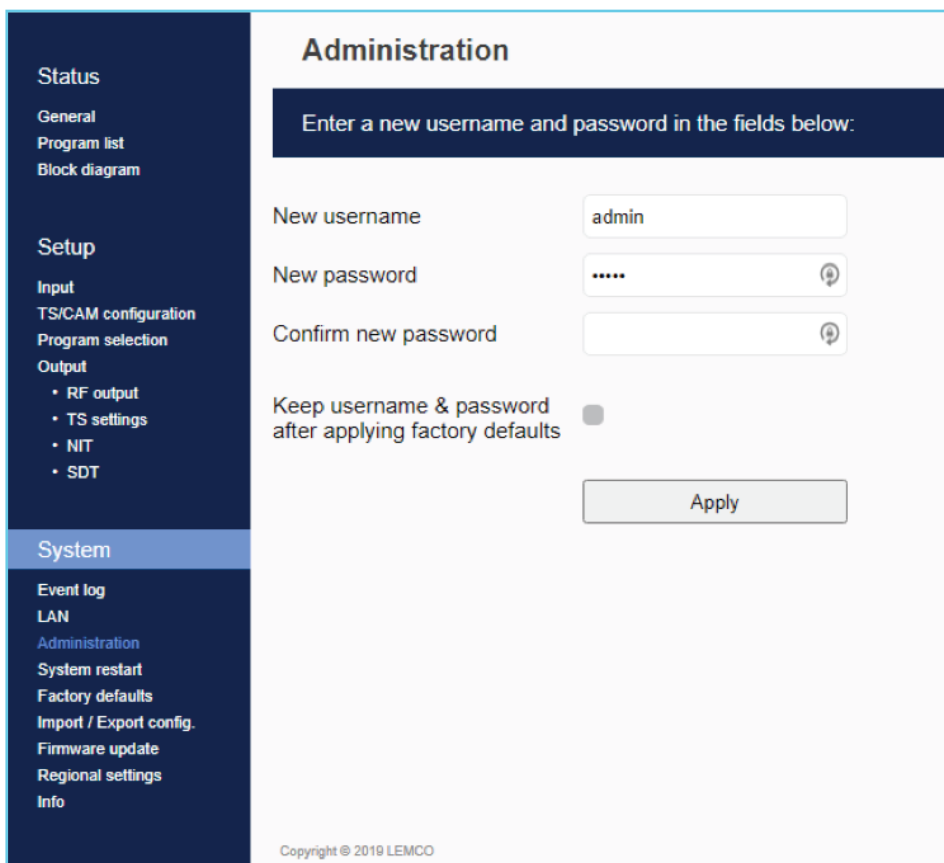 Status
General
Program list
Block diagram
Setup
Input
TS/CAM configuration
Program selection
Output
• RF output
• TS settings
• NIT
• SDT
System
Event log
LAN
Administration
System restart
Factory defaults
Import / Export config.
Firmware update
Regional settings
Info
Administration
Enter a new username and password in the fields below:
New username admin
New password •••••
Confirm new password
Keep username & password
after applying factory defaults
Apply
Copyright © 2019 LEMCO